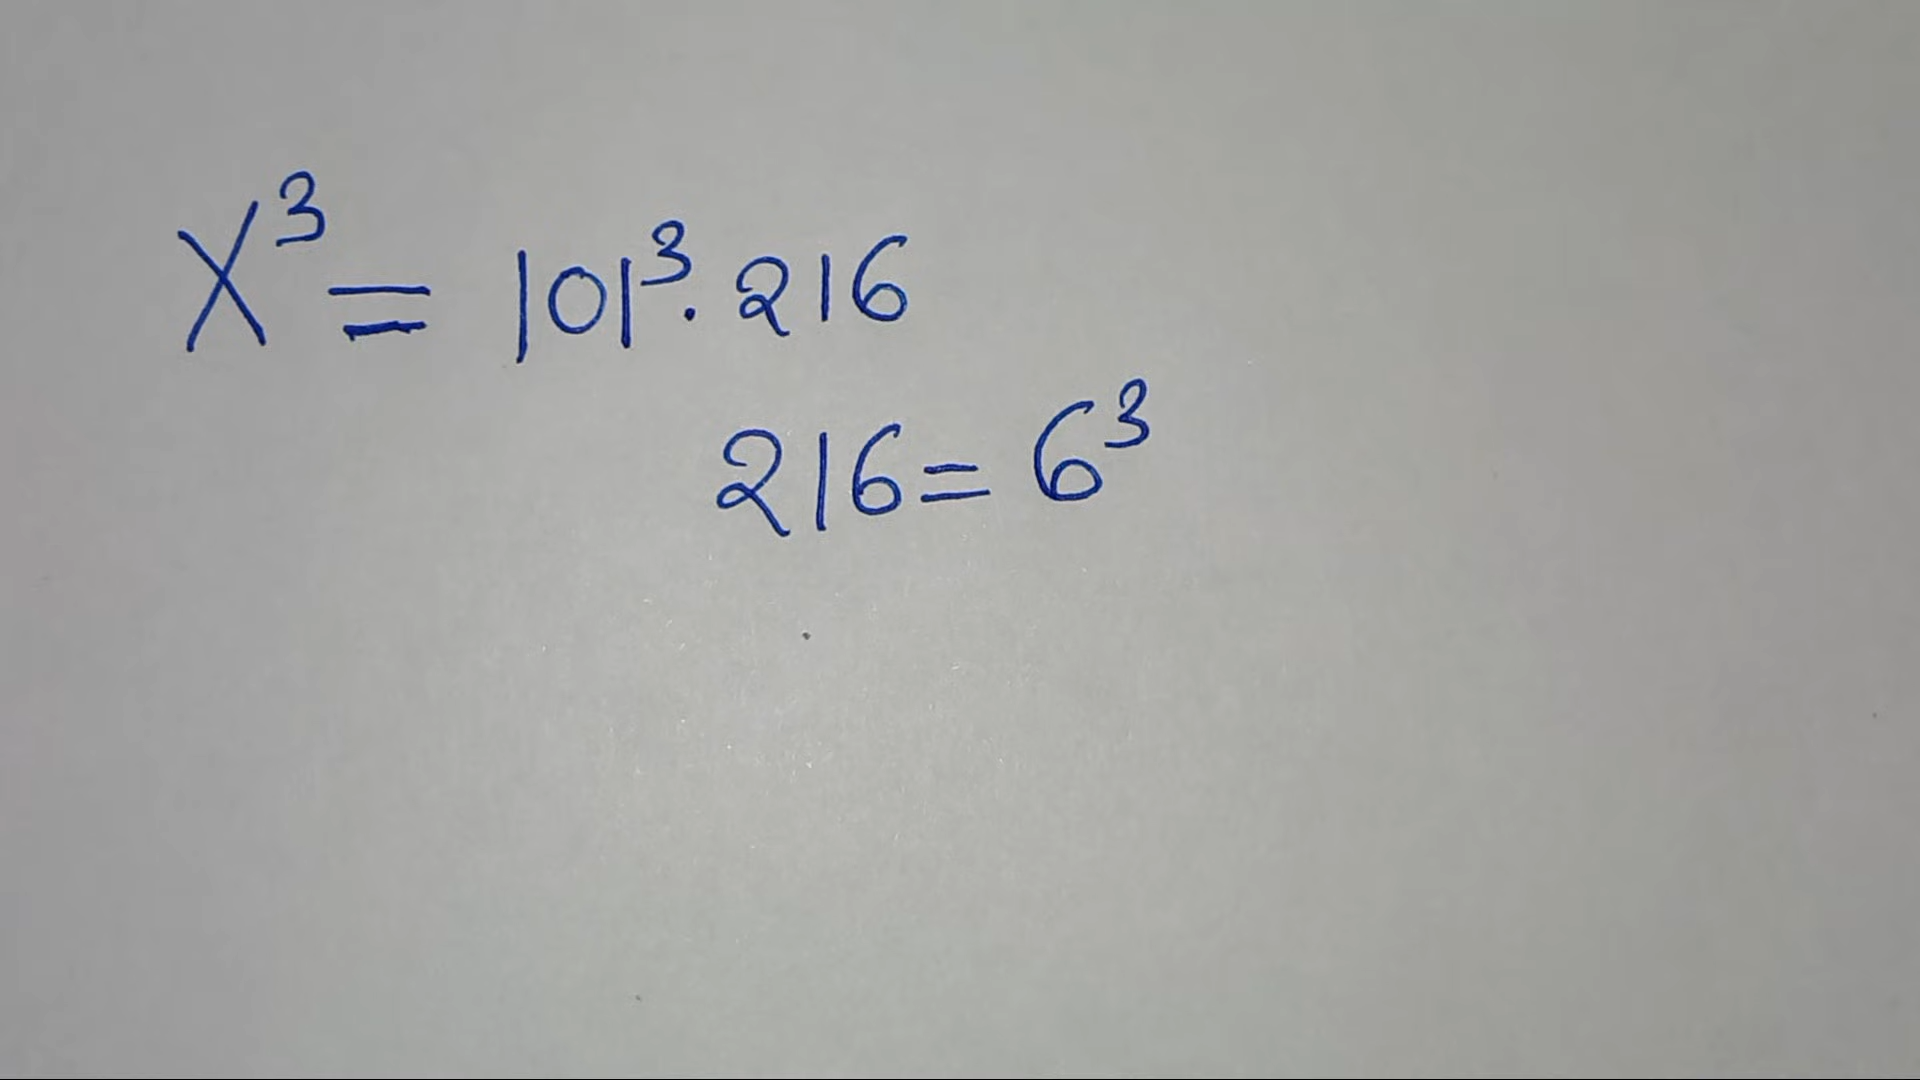 X³ = 101³. 216
216 = 6³